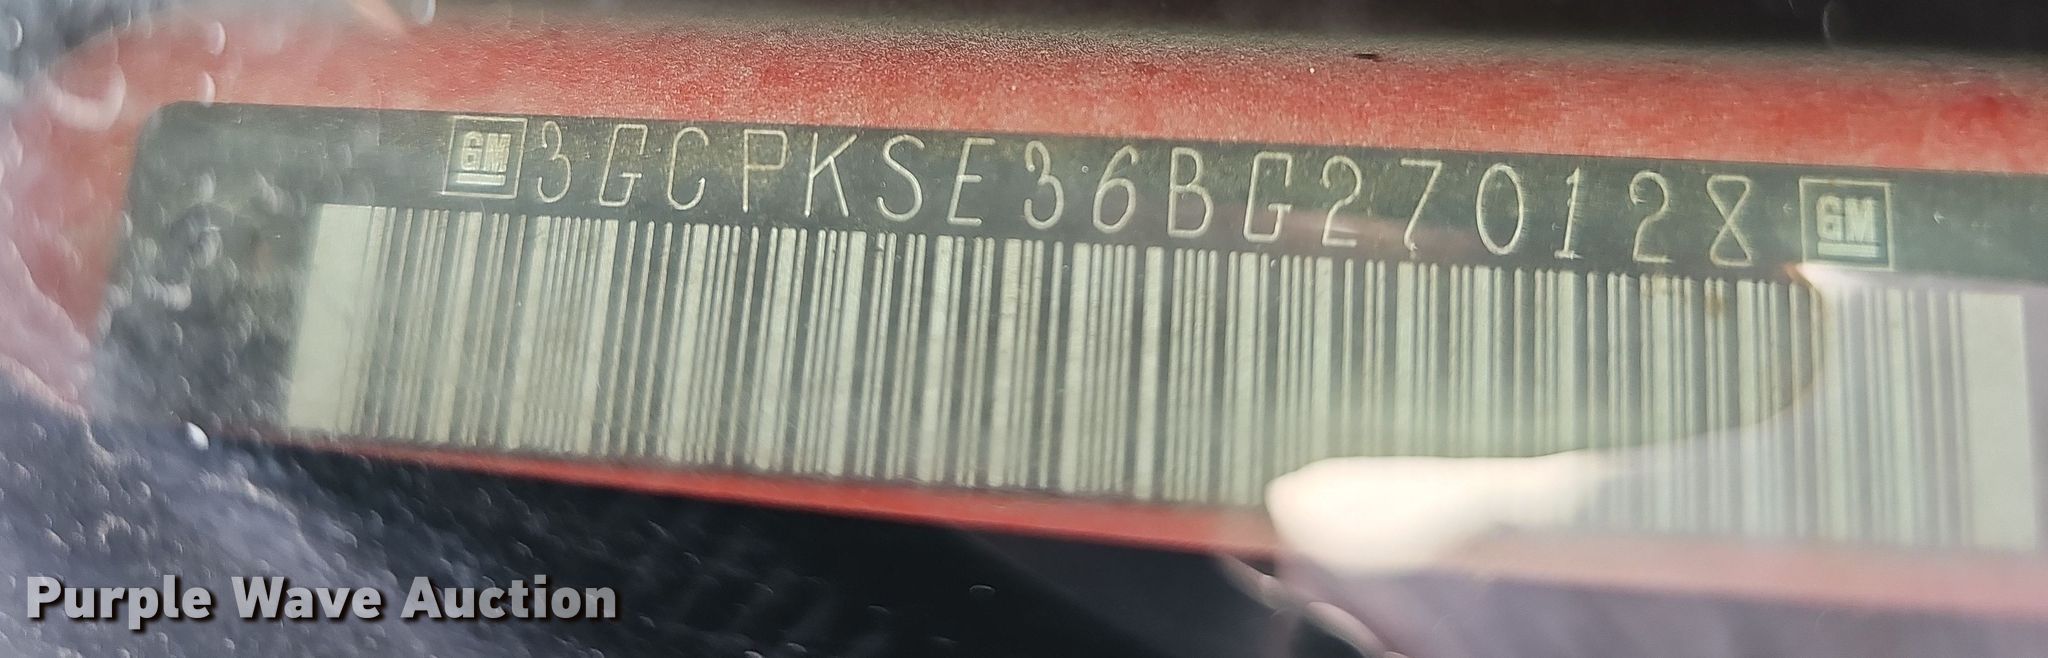 GM 3GCPKSE36BG270128 GM
Purple Wave Auction